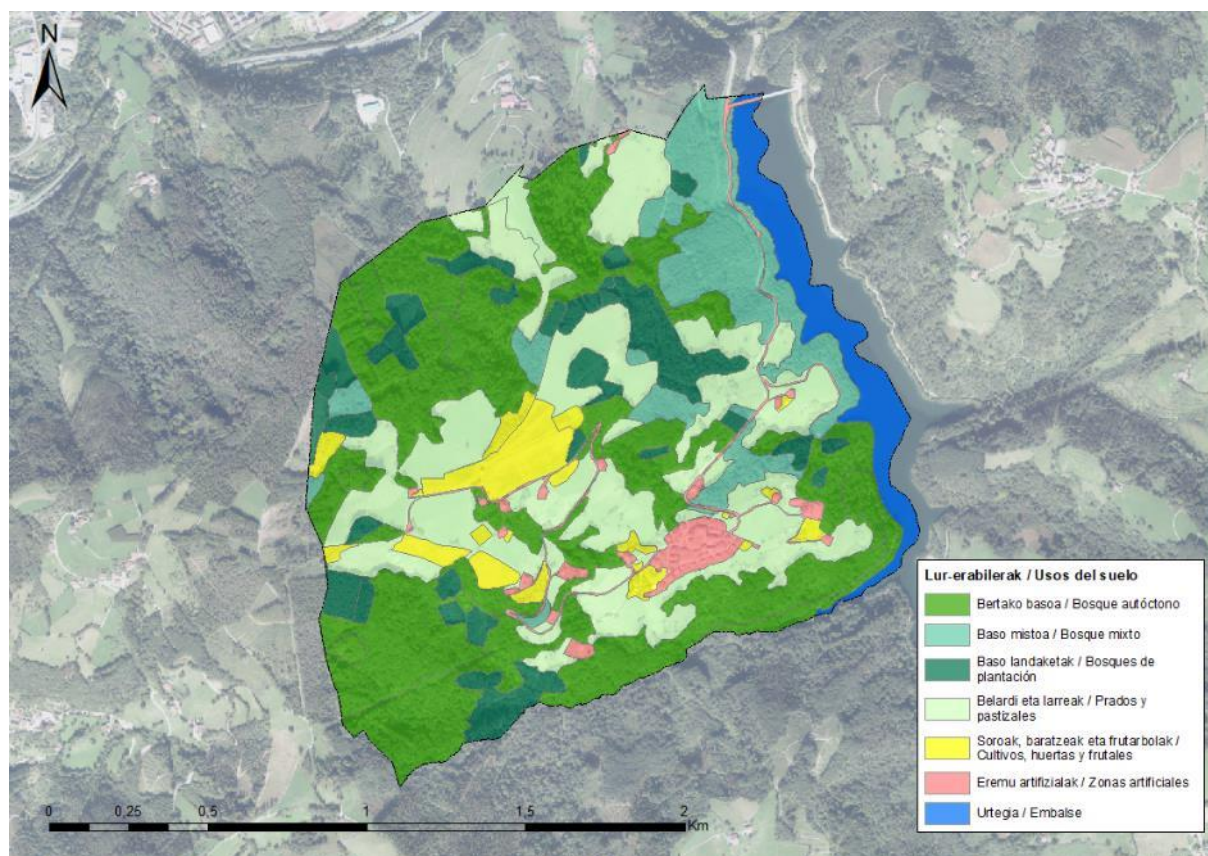 N
Lur-erabilerak / Usos del suelo
Bertako basoa / Bosque autóctono
Baso mistoa / Bosque mixto
Baso landaketak / Bosques de
plantación
Belardi eta larreak / Prados y
pastizales
Soroak, baratzeak eta frutarbolak /
Cultivos, huertas y frutales
Eremu artifizialak / Zonas artificiales
Urtegia / Embalse
0 0,25 0,5 1 1,5 2
Km